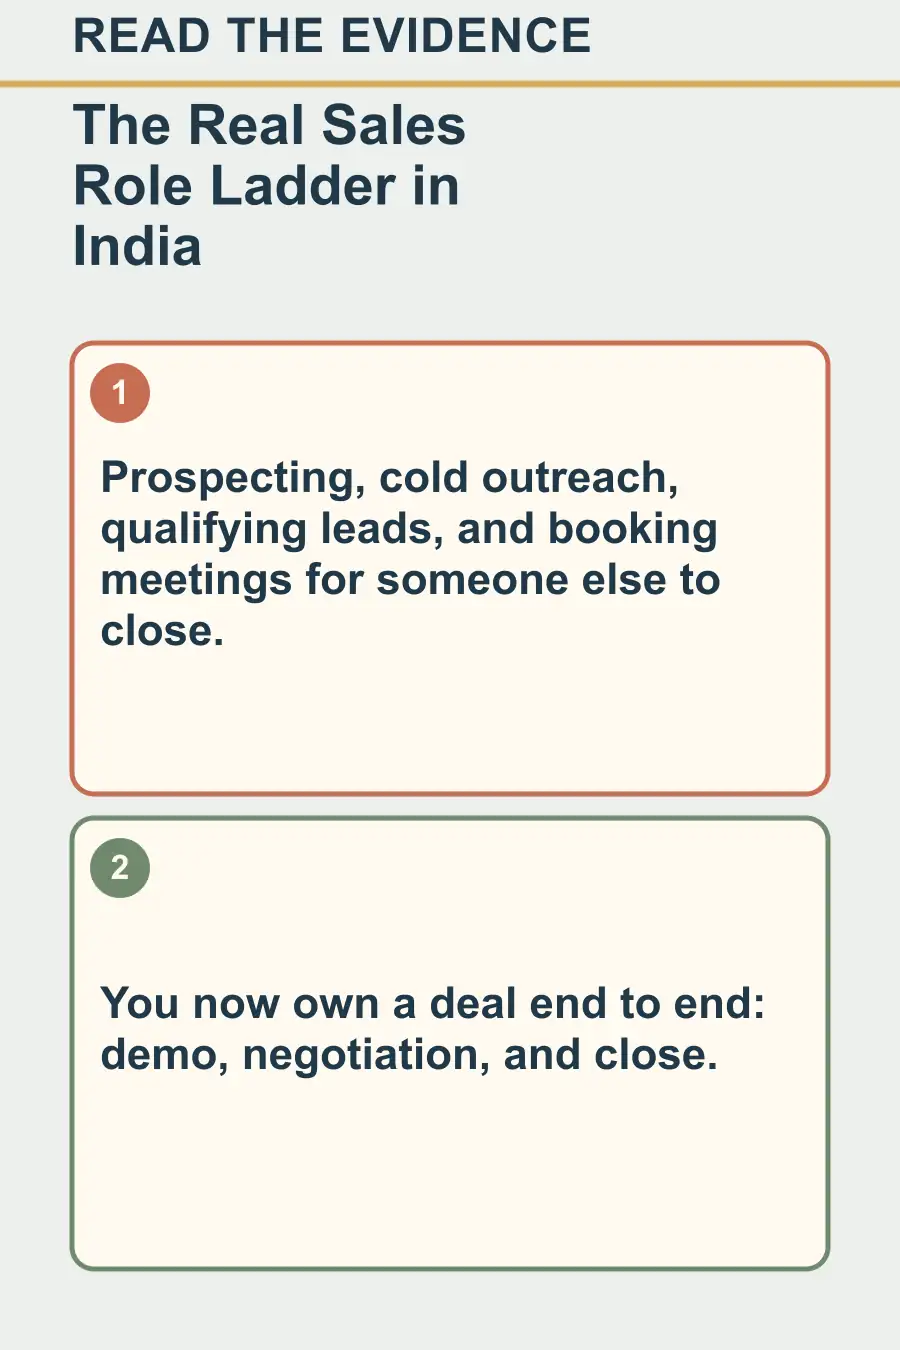 READ THE EVIDENCE
The Real Sales
Role Ladder in
India
1
Prospecting, cold outreach,
qualifying leads, and booking
meetings for someone else to
close.
2
You now own a deal end to end:
demo, negotiation, and close.